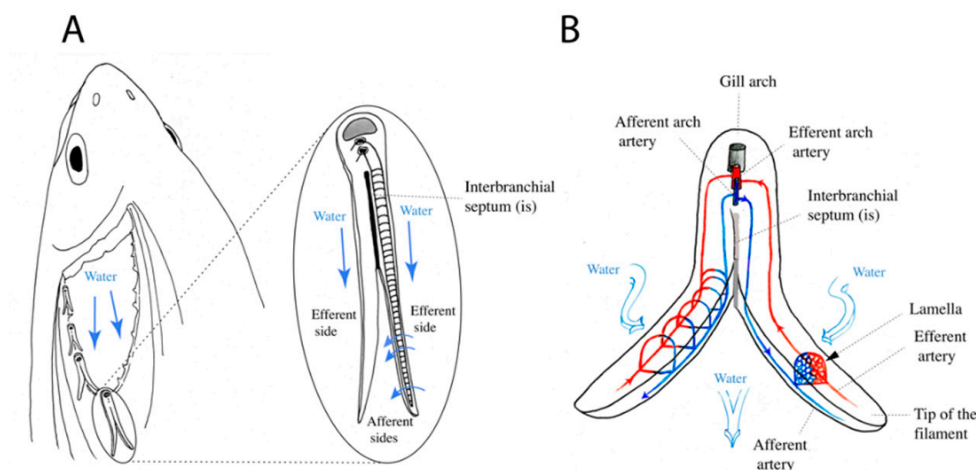 A
Water
Water
Water
Interbranchial
septum (is)
Efferent
side
Efferent
side
Afferent
sides
B
Gill arch
Afferent arch
artery
Efferent arch
artery
Interbranchial
septum (is)
Water
Water
Lamella
Efferent
artery
Water
Tip of the
filament
Afferent
artery